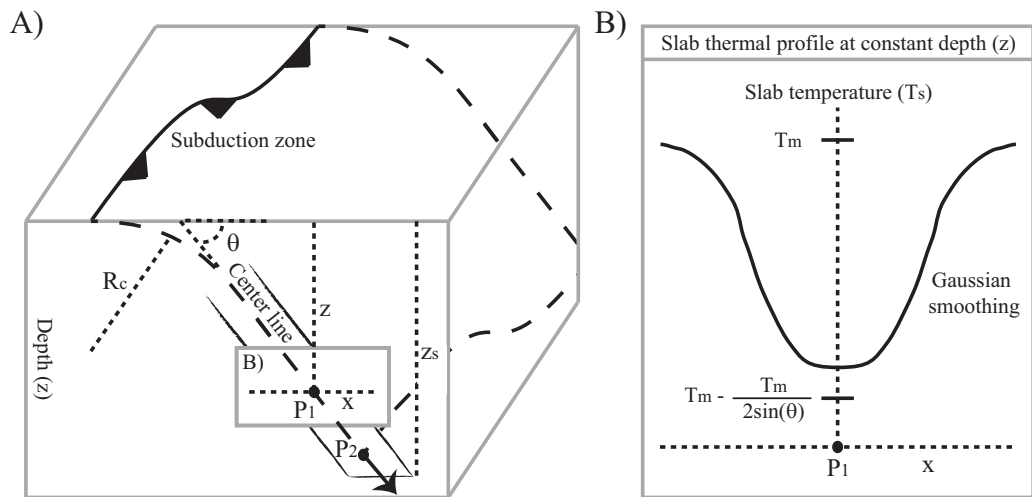 A)
Subduction zone
θ
Rc
Center line
z
zs
Depth (z)
B)
P1
x
P2
B)
Slab thermal profile at constant depth (z)
Slab temperature (Ts)
Tm
Gaussian
smoothing
Tm - Tm / 2sin(θ)
P1
x